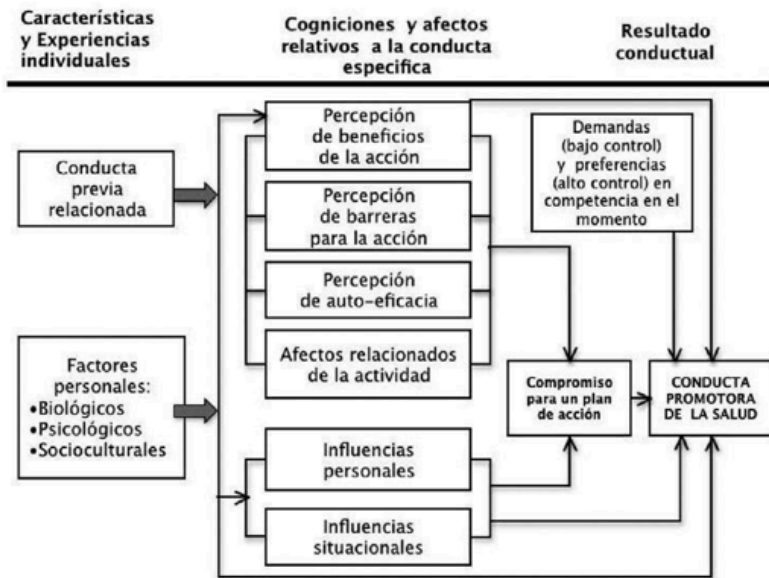 Características
y Experiencias
individuales
Cogniciones y afectos
relativos a la conducta
especifica
Resultado
conductual
Conducta
previa
relacionada
Factores
personales:
•Biológicos
•Psicológicos
•Socioculturales
Percepción
de beneficios
de la acción
Percepción
de barreras
para la acción
Percepción
de auto-eficacia
Afectos relacionados
de la actividad
Influencias
personales
Influencias
situacionales
Demandas
(bajo control)
y preferencias
(alto control) en
competencia en el
momento
Compromiso
para un plan
de acción
CONDUCTA
PROMOTORA
DE LA SALUD